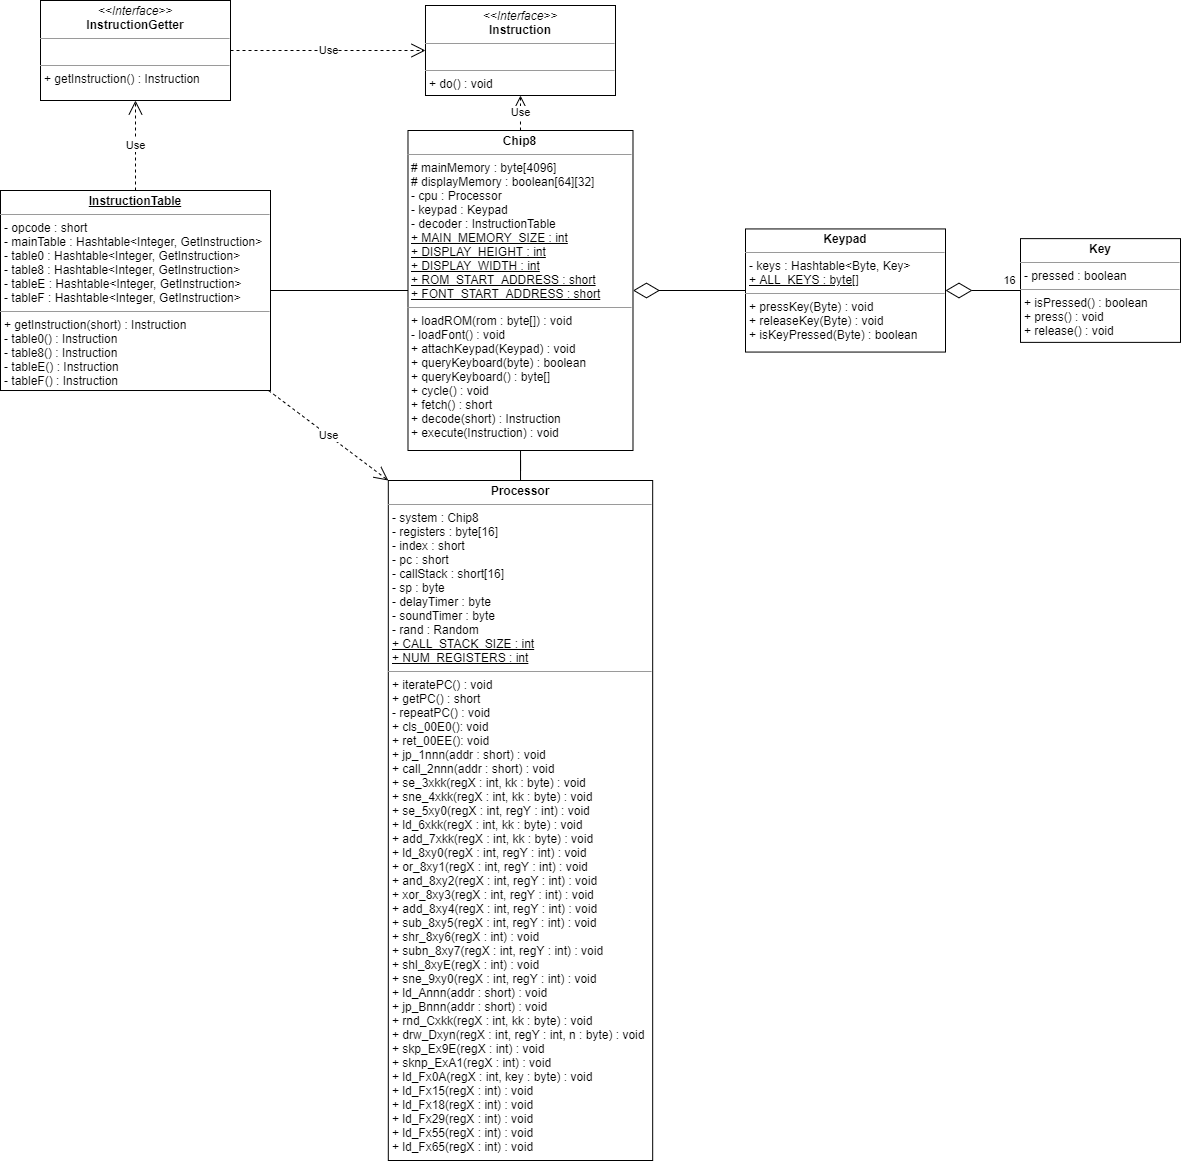 <<Interface>>
InstructionGetter
+ getInstruction() : Instruction
Use
<<Interface>>
Instruction
+ do() : void
Use
Use
InstructionTable
- opcode : short
- mainTable : Hashtable<Integer, GetInstruction>
- table0 : Hashtable<Integer, GetInstruction>
- table8 : Hashtable<Integer, GetInstruction>
- tableE : Hashtable<Integer, GetInstruction>
- tableF : Hashtable<Integer, GetInstruction>
+ getInstruction(short) : Instruction
- table0() : Instruction
- table8() : Instruction
- tableE() : Instruction
- tableF() : Instruction
Use
Chip8
# mainMemory : byte[4096]
# displayMemory : boolean[64][32]
- cpu : Processor
- keypad : Keypad
- decoder : InstructionTable
+ MAIN_MEMORY_SIZE : int
+ DISPLAY_HEIGHT : int
+ DISPLAY_WIDTH : int
+ ROM_START_ADDRESS : short
+ FONT_START_ADDRESS : short
+ loadROM(rom : byte[]) : void
- loadFont() : void
+ attachKeypad(Keypad) : void
+ queryKeyboard(byte) : boolean
+ queryKeyboard() : byte[]
+ cycle() : void
+ fetch() : short
+ decode(short) : Instruction
+ execute(Instruction) : void
Keypad
- keys : Hashtable<Byte, Key>
+ ALL_KEYS : byte[]
+ pressKey(Byte) : void
+ releaseKey(Byte) : void
+ isKeyPressed(Byte) : boolean
16
Key
- pressed : boolean
+ isPressed() : boolean
+ press() : void
+ release() : void
Processor
- system : Chip8
- registers : byte[16]
- index : short
- pc : short
- callStack : short[16]
- sp : byte
- delayTimer : byte
- soundTimer : byte
- rand : Random
+ CALL_STACK_SIZE : int
+ NUM_REGISTERS : int
+ iteratePC() : void
+ getPC() : short
- repeatPC() : void
+ cls_00E0(): void
+ ret_00EE(): void
+ jp_1nnn(addr : short) : void
+ call_2nnn(addr : short) : void
+ se_3xkk(regX : int, kk : byte) : void
+ sne_4xkk(regX : int, kk : byte) : void
+ se_5xy0(regX : int, regY : int) : void
+ ld_6xkk(regX : int, kk : byte) : void
+ add_7xkk(regX : int, kk : byte) : void
+ ld_8xy0(regX : int, regY : int) : void
+ or_8xy1(regX : int, regY : int) : void
+ and_8xy2(regX : int, regY : int) : void
+ xor_8xy3(regX : int, regY : int) : void
+ add_8xy4(regX : int, regY : int) : void
+ sub_8xy5(regX : int, regY : int) : void
+ shr_8xy6(regX : int) : void
+ subn_8xy7(regX : int, regY : int) : void
+ shl_8xyE(regX : int) : void
+ sne_9xy0(regX : int, regY : int) : void
+ ld_Annn(addr : short) : void
+ jp_Bnnn(addr : short) : void
+ rnd_Cxkk(regX : int, kk : byte) : void
+ drw_Dxyn(regX : int, regY : int, n : byte) : void
+ skp_Ex9E(regX : int) : void
+ sknp_ExA1(regX : int) : void
+ ld_Fx0A(regX : int, key : byte) : void
+ ld_Fx15(regX : int) : void
+ ld_Fx18(regX : int) : void
+ ld_Fx29(regX : int) : void
+ ld_Fx55(regX : int) : void
+ ld_Fx65(regX : int) : void